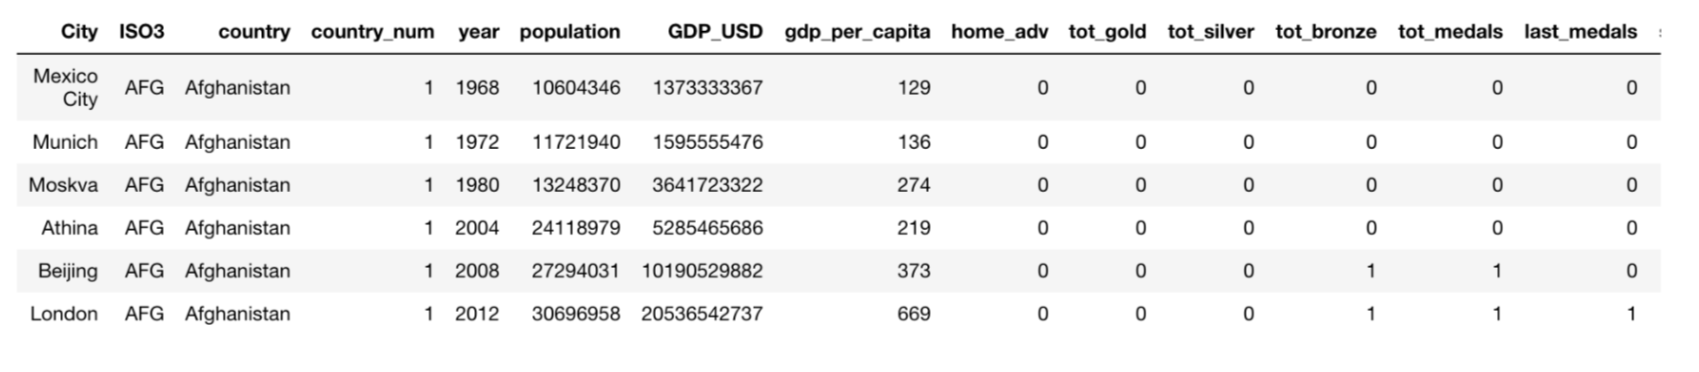 City ISO3 country country_num year population GDP_USD gdp_per_capita home_adv tot_gold tot_silver tot_bronze tot_medals last_medals
Mexico
City AFG Afghanistan 1 1968 10604346 1373333367 129 0 0 0 0 0 0
Munich AFG Afghanistan 1 1972 11721940 1595555476 136 0 0 0 0 0 0
Moskva AFG Afghanistan 1 1980 13248370 3641723322 274 0 0 0 0 0 0
Athina AFG Afghanistan 1 2004 24118979 5285465686 219 0 0 0 0 0 0
Beijing AFG Afghanistan 1 2008 27294031 10190529882 373 0 0 0 1 1 0
London AFG Afghanistan 1 2012 30696958 20536542737 669 0 0 0 1 1 1